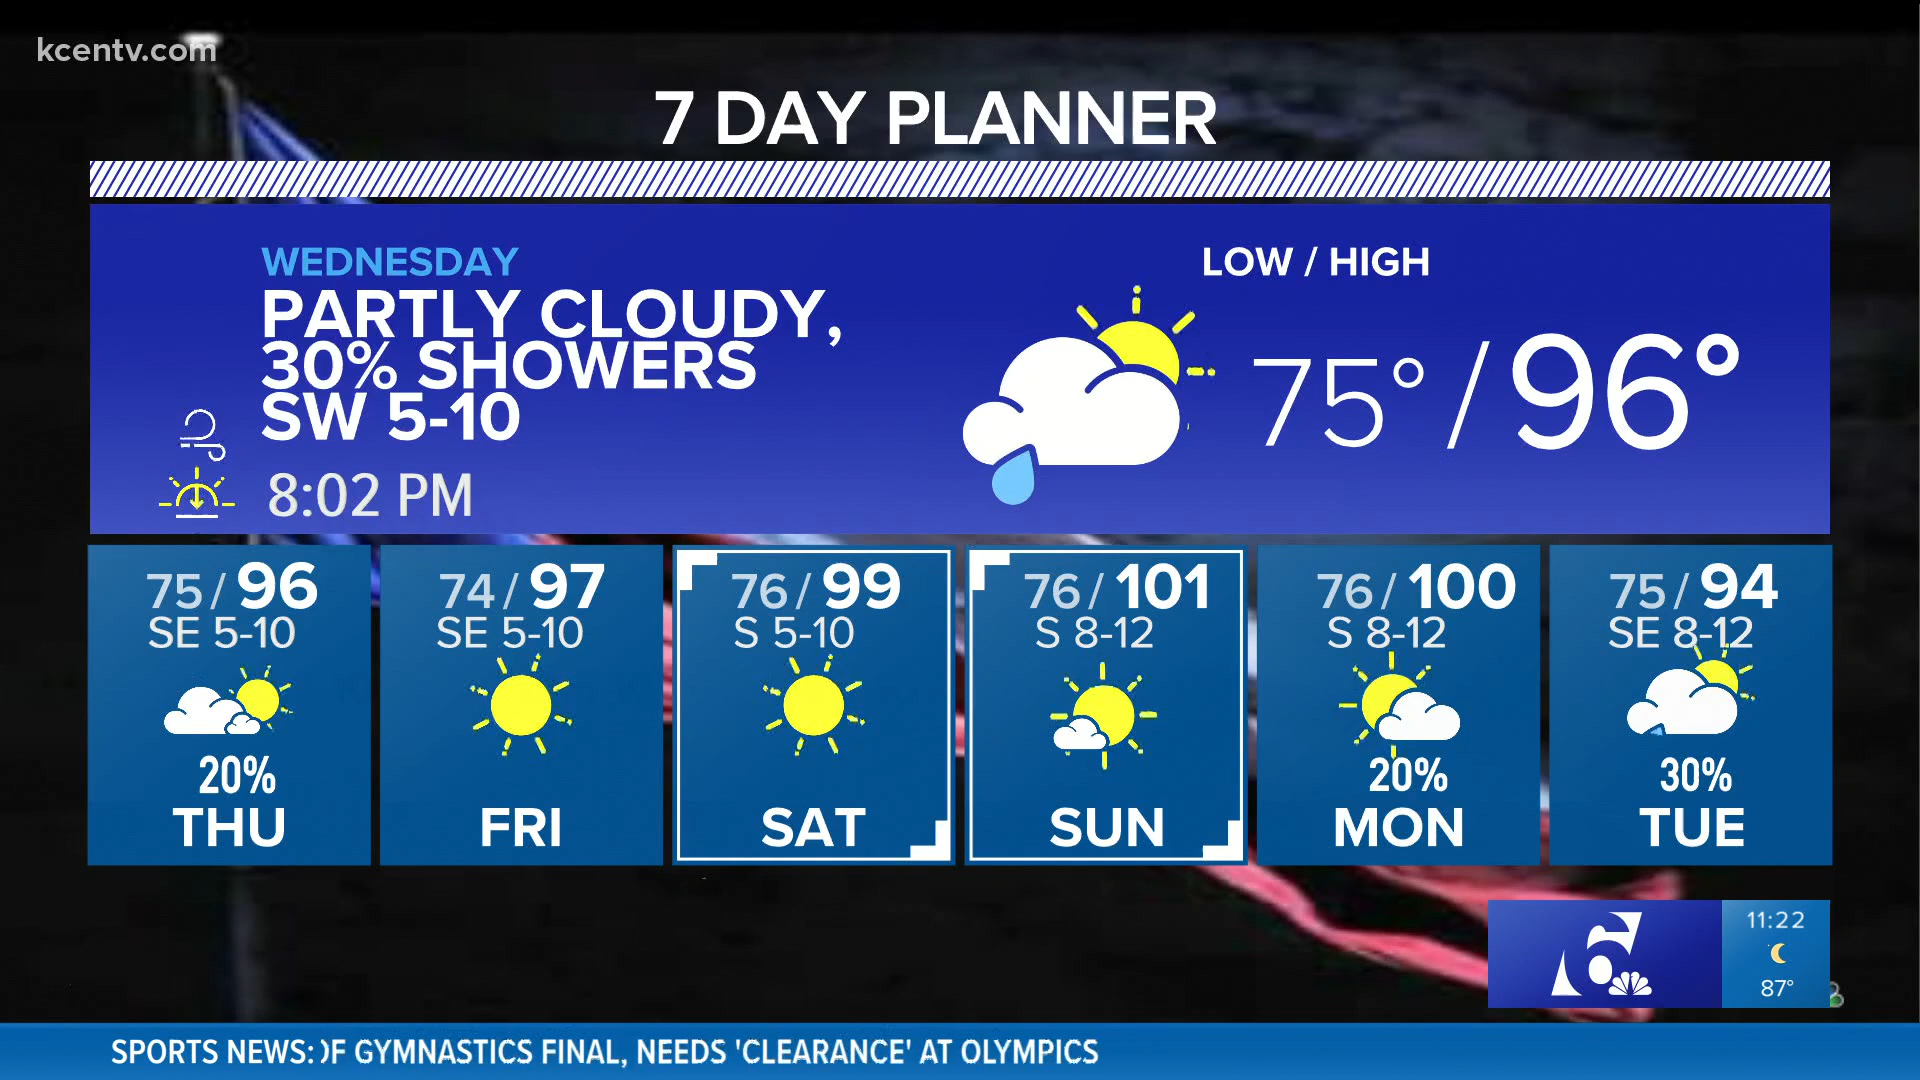 kcentv.com
7 DAY PLANNER
WEDNESDAY
PARTLY CLOUDY,
30% SHOWERS
SW 5-10
8:02 PM
LOW / HIGH
75° / 96°
75 / 96
SE 5-10
20%
THU
74 / 97
SE 5-10
FRI
76 / 99
S 5-10
SAT
76 / 101
S 8-12
SUN
76 / 100
S 8-12
20%
MON
75 / 94
SE 8-12
30%
TUE
6
11:22
87°
SPORTS NEWS: OF GYMNASTICS FINAL, NEEDS 'CLEARANCE' AT OLYMPICS